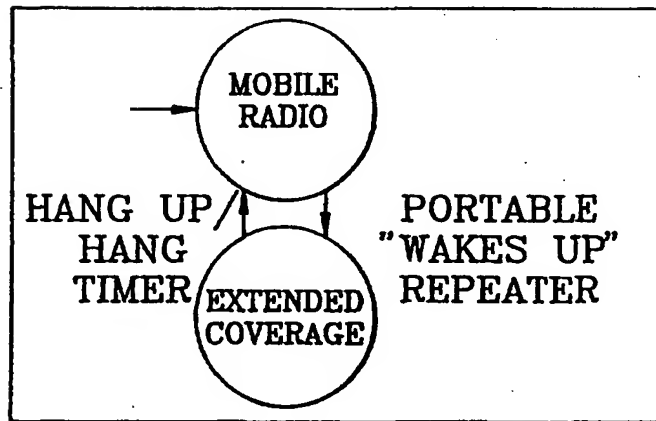 MOBILE
RADIO
HANG UP
HANG
TIMER
PORTABLE
"WAKES UP"
REPEATER
EXTENDED
COVERAGE